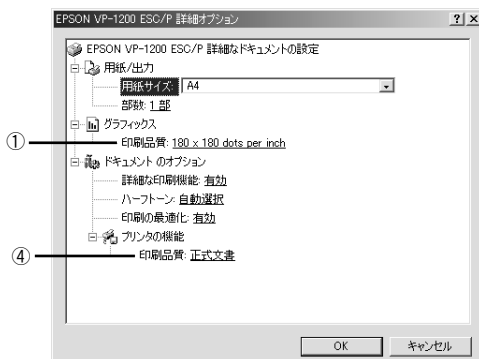 EPSON VP-1200 ESC/P 詳細オプション
EPSON VP-1200 ESC/P 詳細なドキュメントの設定
用紙/出力
用紙サイズ: A4
部数: 1 部
グラフィックス
① 印刷品質: 180 x 180 dots per inch
ドキュメント のオプション
詳細な印刷機能: 有効
ハーフトーン: 自動選択
印刷の最適化: 有効
プリンタの機能
④ 印刷品質: 正式文書
OK キャンセル